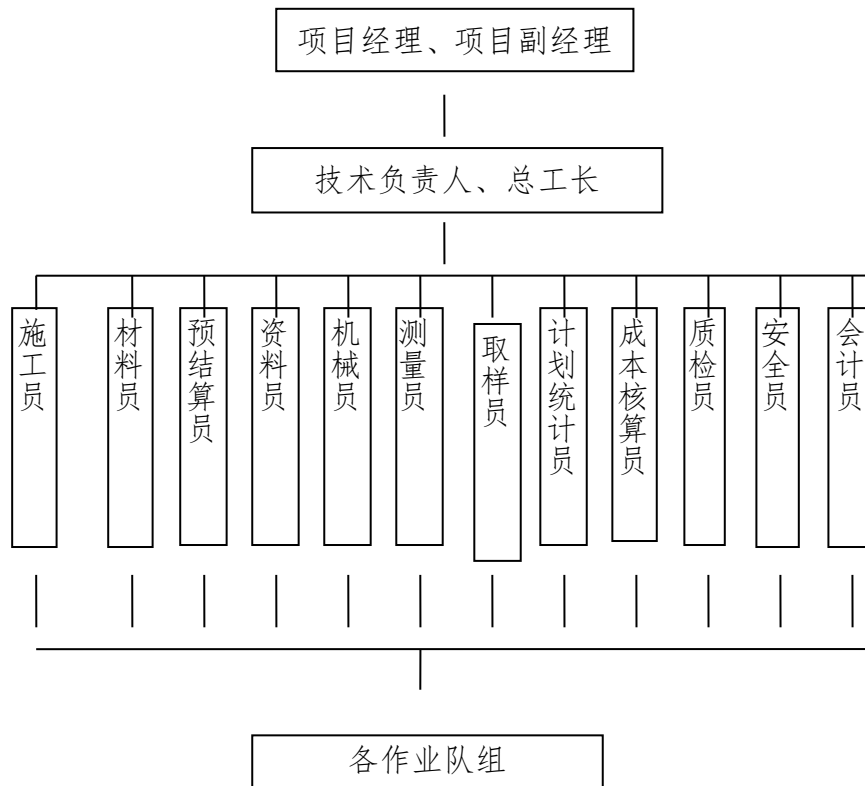 项目经理、项目副经理
技术负责人、总工长
施工员
材料员
预结算员
资料员
机械员
测量员
取样员
计划统计员
成本核算员
质检员
安全员
会计员
各作业队组